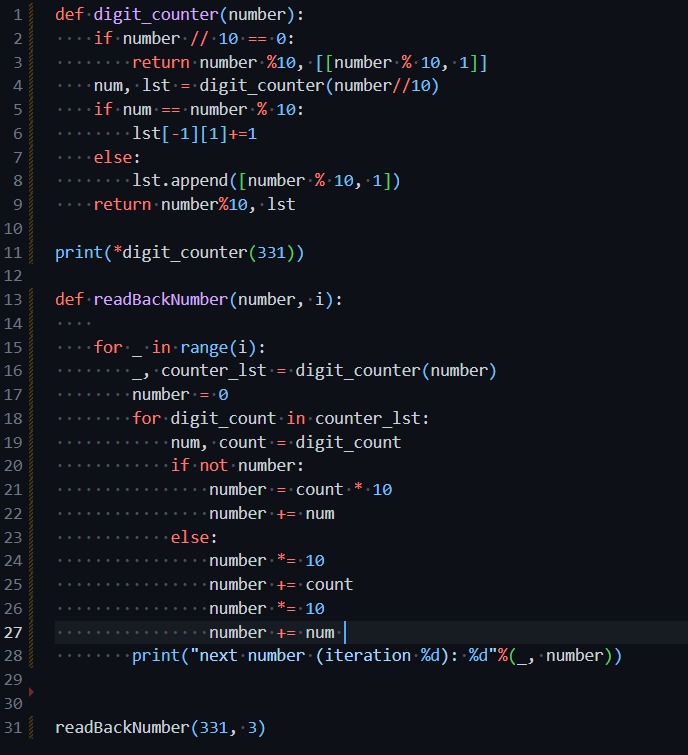 1 def digit_counter(number):
2     if number // 10 == 0:
3         return number %10, [[number % 10, 1]]
4     num, lst = digit_counter(number//10)
5     if num == number % 10:
6         lst[-1][1]+=1
7     else:
8         lst.append([number % 10, 1])
9     return number%10, lst
10
11 print(*digit_counter(331))
12
13 def readBackNumber(number, i):
14
15     for _ in range(i):
16         _, counter_lst = digit_counter(number)
17         number = 0
18         for digit_count in counter_lst:
19             num, count = digit_count
20             if not number:
21                 number = count * 10
22                 number += num
23             else:
24                 number *= 10
25                 number += count
26                 number *= 10
27                 number += num
28         print("next number (iteration %d): %d"%(_, number))
29
30
31 readBackNumber(331, 3)